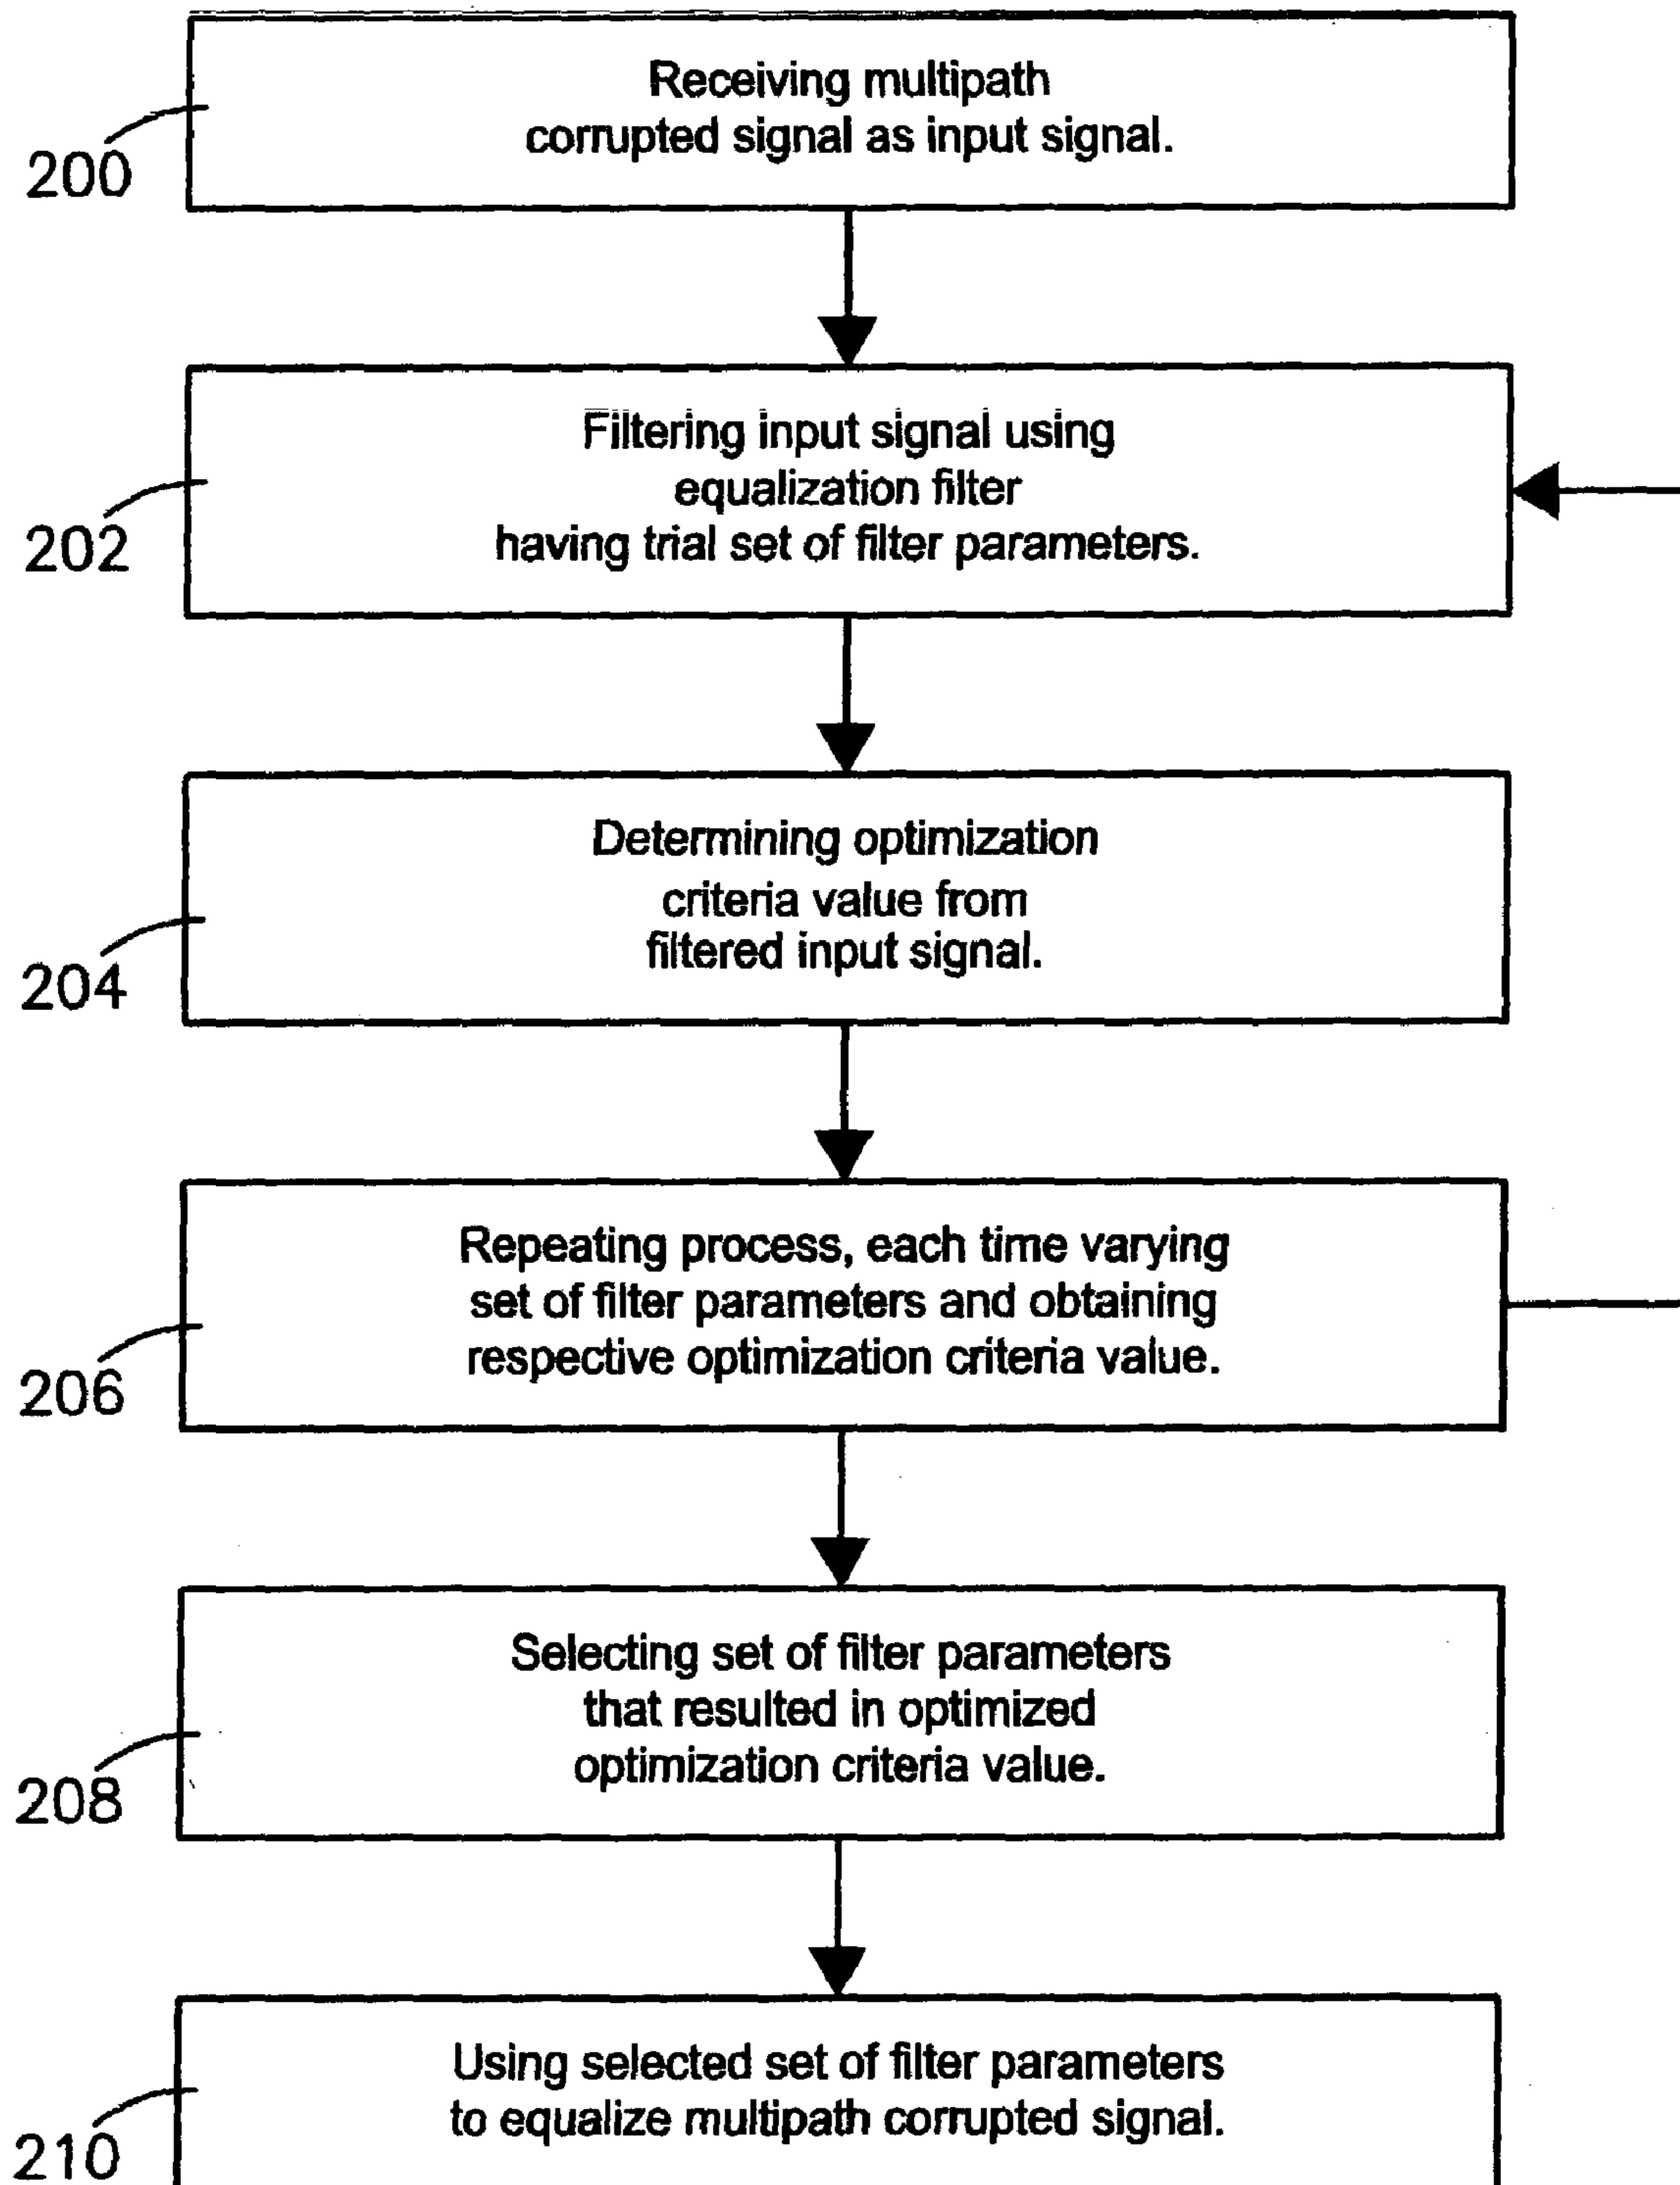 Receiving multipath
corrupted signal as input signal.
200
Filtering input signal using
equalization filter
having trial set of filter parameters.
202
Determining optimization
criteria value from
filtered input signal.
204
Repeating process, each time varying
set of filter parameters and obtaining
respective optimization criteria value.
206
Selecting set of filter parameters
that resulted in optimized
optimization criteria value.
208
Using selected set of filter parameters
to equalize multipath corrupted signal.
210